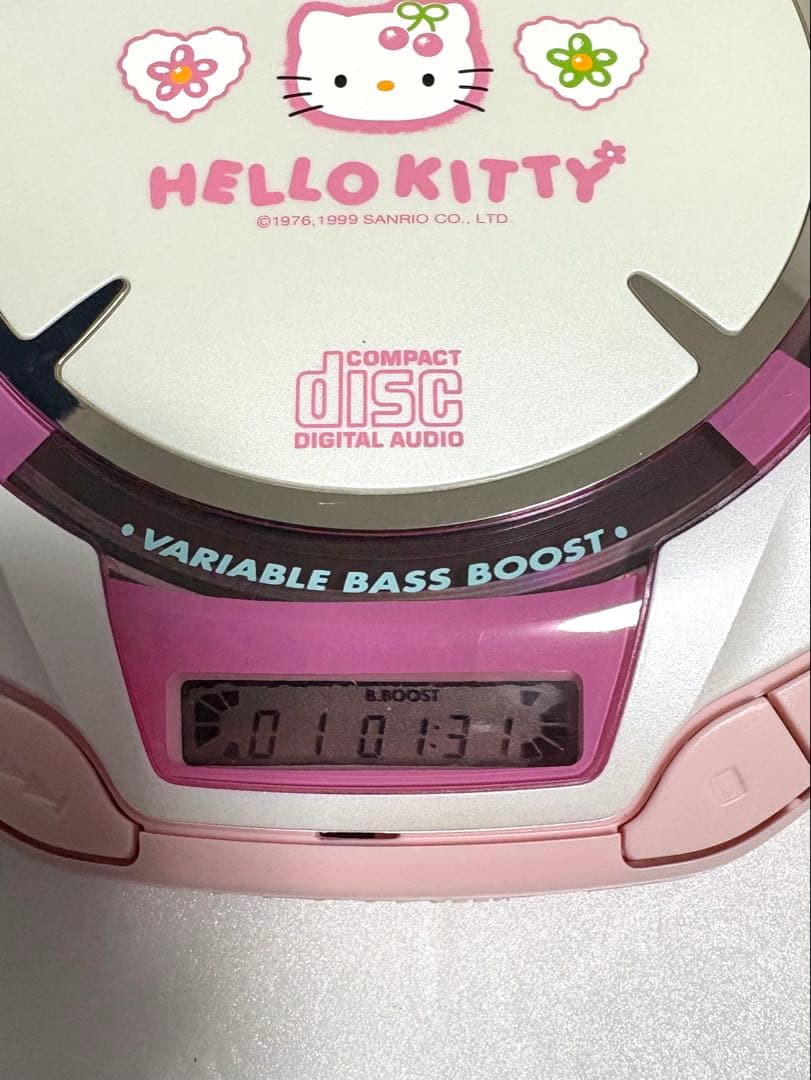 HELLO KITTY
©1976,1999 SANRIO CO., LTD.
COMPACT
disc
DIGITAL AUDIO
• VARIABLE BASS BOOST •
B.BOOST
01 01:31